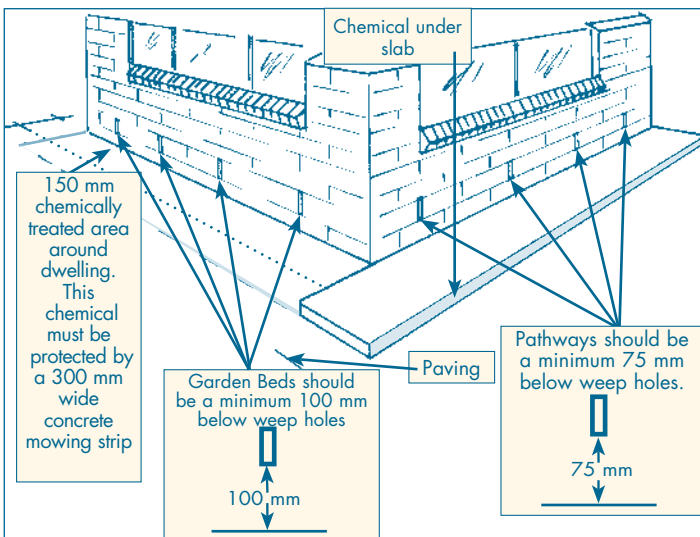 Chemical under
slab
150 mm
chemically
treated area
around
dwelling.
This
chemical
must be
protected by
a 300 mm
wide
concrete
mowing strip
Garden Beds should
be a minimum 100 mm
below weep holes
100 mm
Paving
Pathways should be
a minimum 75 mm
below weep holes.
75 mm